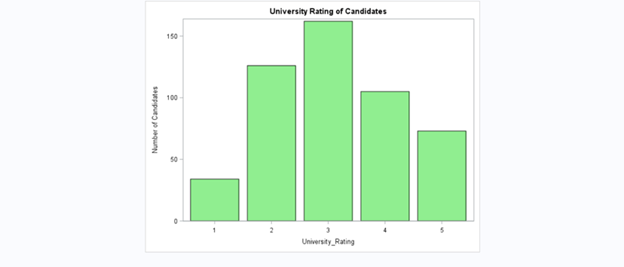 University Rating of Candidates
150
100
50
0
Number of Candidates
1 2 3 4 5
University_Rating